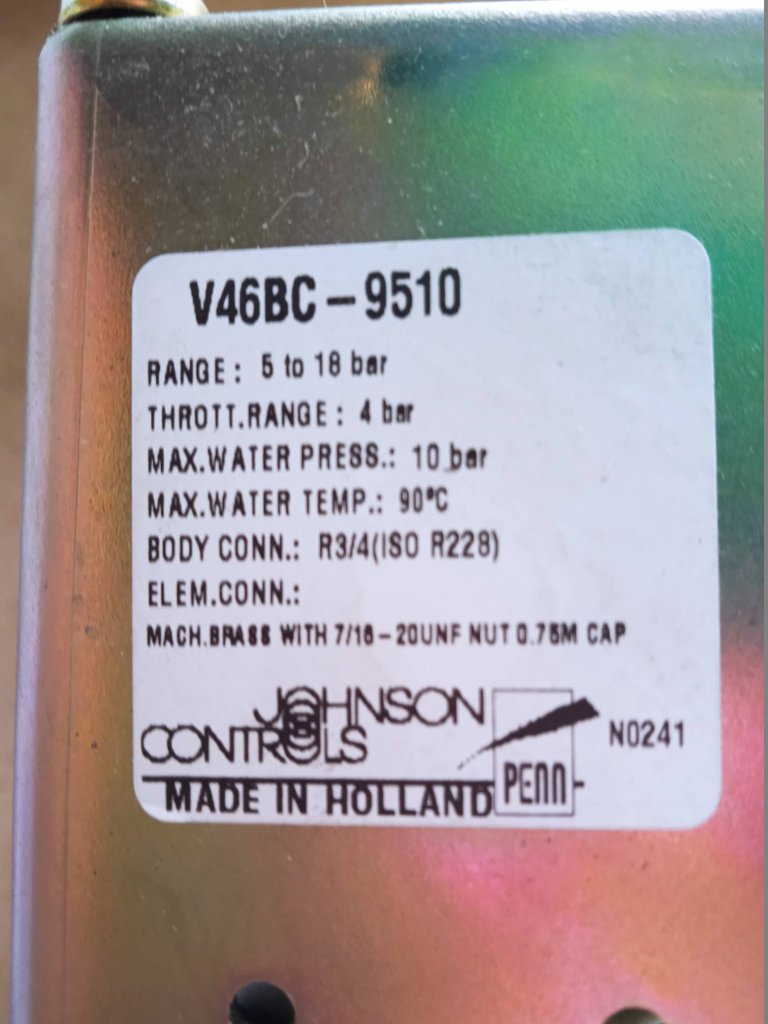 V46BC-9510
RANGE: 5 to 18 bar
THROTT.RANGE: 4 bar
MAX.WATER PRESS.: 10 bar
MAX.WATER TEMP.: 90°C
BODY CONN.: R3/4(ISO R228)
ELEM.CONN.:
MACH.BRASS WITH 7/16-20UNF NUT 0.75M CAP
JOHNSON
CONTROLS
PENN
N0241
MADE IN HOLLAND